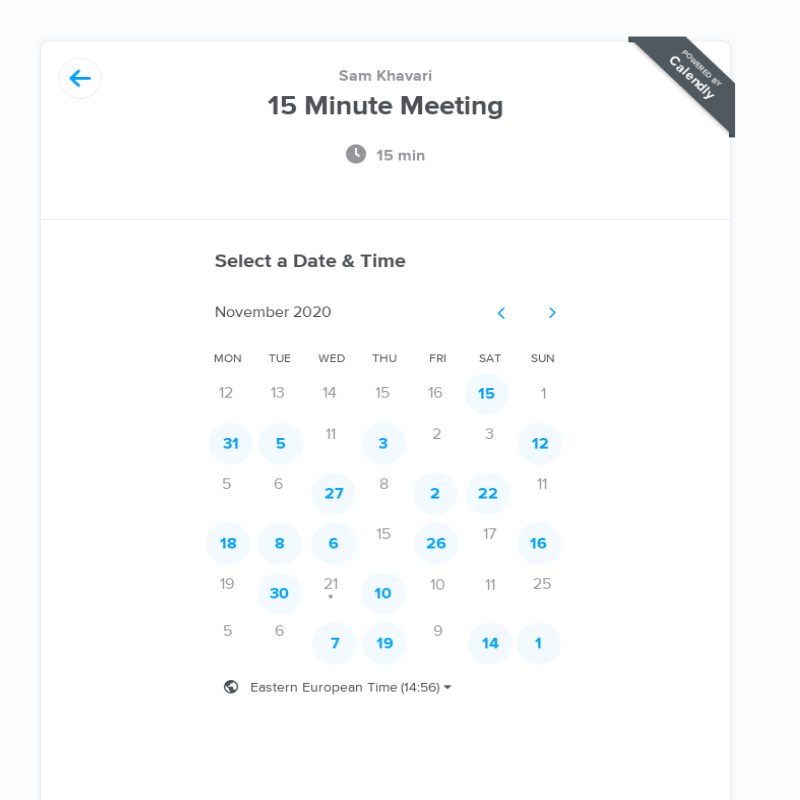 POWERED BY
Calendly
Sam Khavari
15 Minute Meeting
15 min
Select a Date & Time
November 2020
MON TUE WED THU FRI SAT SUN
12 13 14 15 16 15 1
31 5 11 3 2 3 12
5 6 27 8 2 22 11
18 8 6 15 26 17 16
19 30 21 10 10 11 25
5 6 7 19 9 14 1
Eastern European Time (14:56)